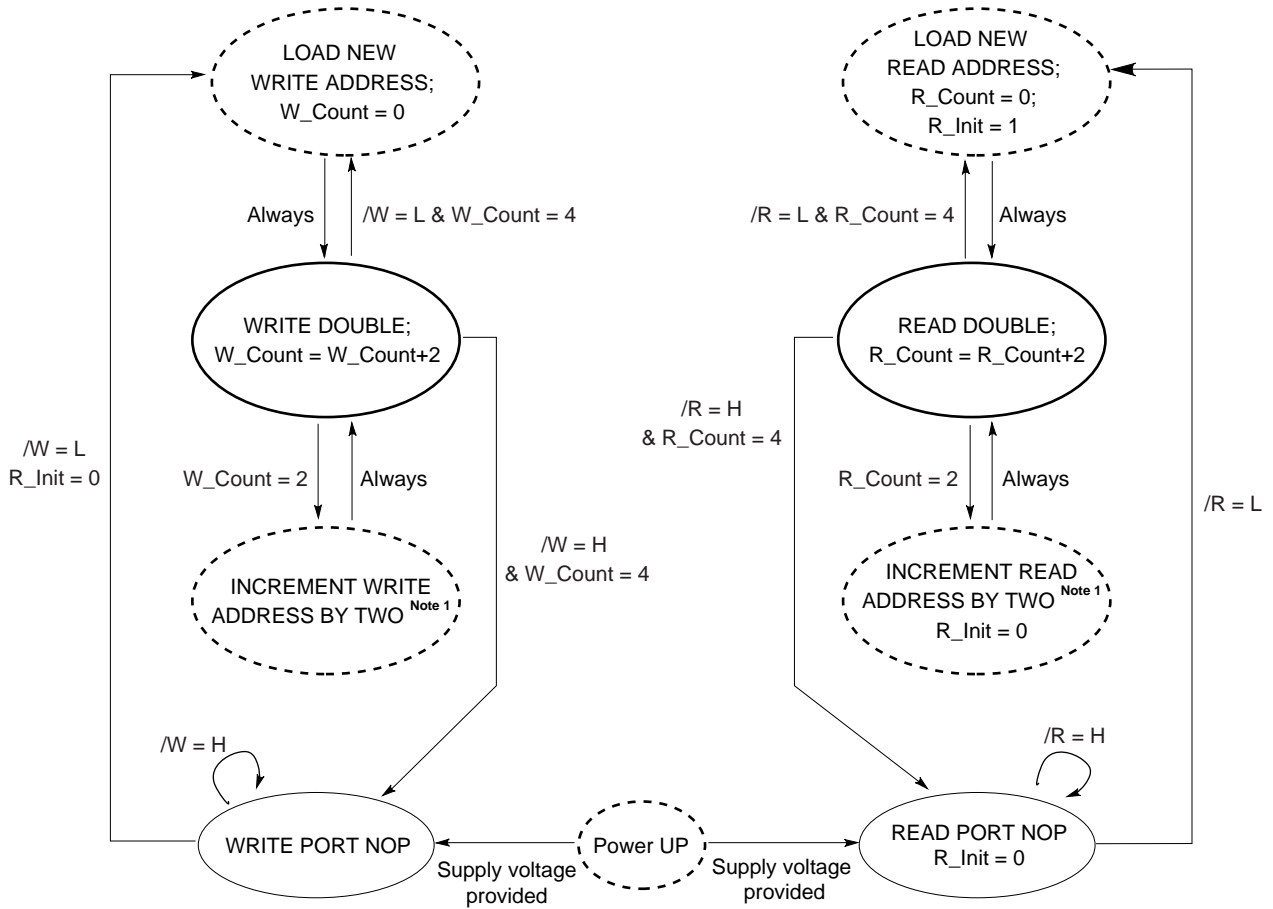 LOAD NEW
WRITE ADDRESS;
W_Count = 0
LOAD NEW
READ ADDRESS;
R_Count = 0;
R_Init = 1
Always
/W = L & W_Count = 4
/R = L & R_Count = 4
Always
WRITE DOUBLE;
W_Count = W_Count+2
READ DOUBLE;
R_Count = R_Count+2
/W = L
R_Init = 0
W_Count = 2
Always
/R = H
& R_Count = 4
R_Count = 2
Always
/R = L
/W = H
& W_Count = 4
INCREMENT WRITE
ADDRESS BY TWO Note 1
INCREMENT READ
ADDRESS BY TWO Note 1
R_Init = 0
/W = H
/R = H
WRITE PORT NOP
Power UP
READ PORT NOP
R_Init = 0
Supply voltage
provided
Supply voltage
provided